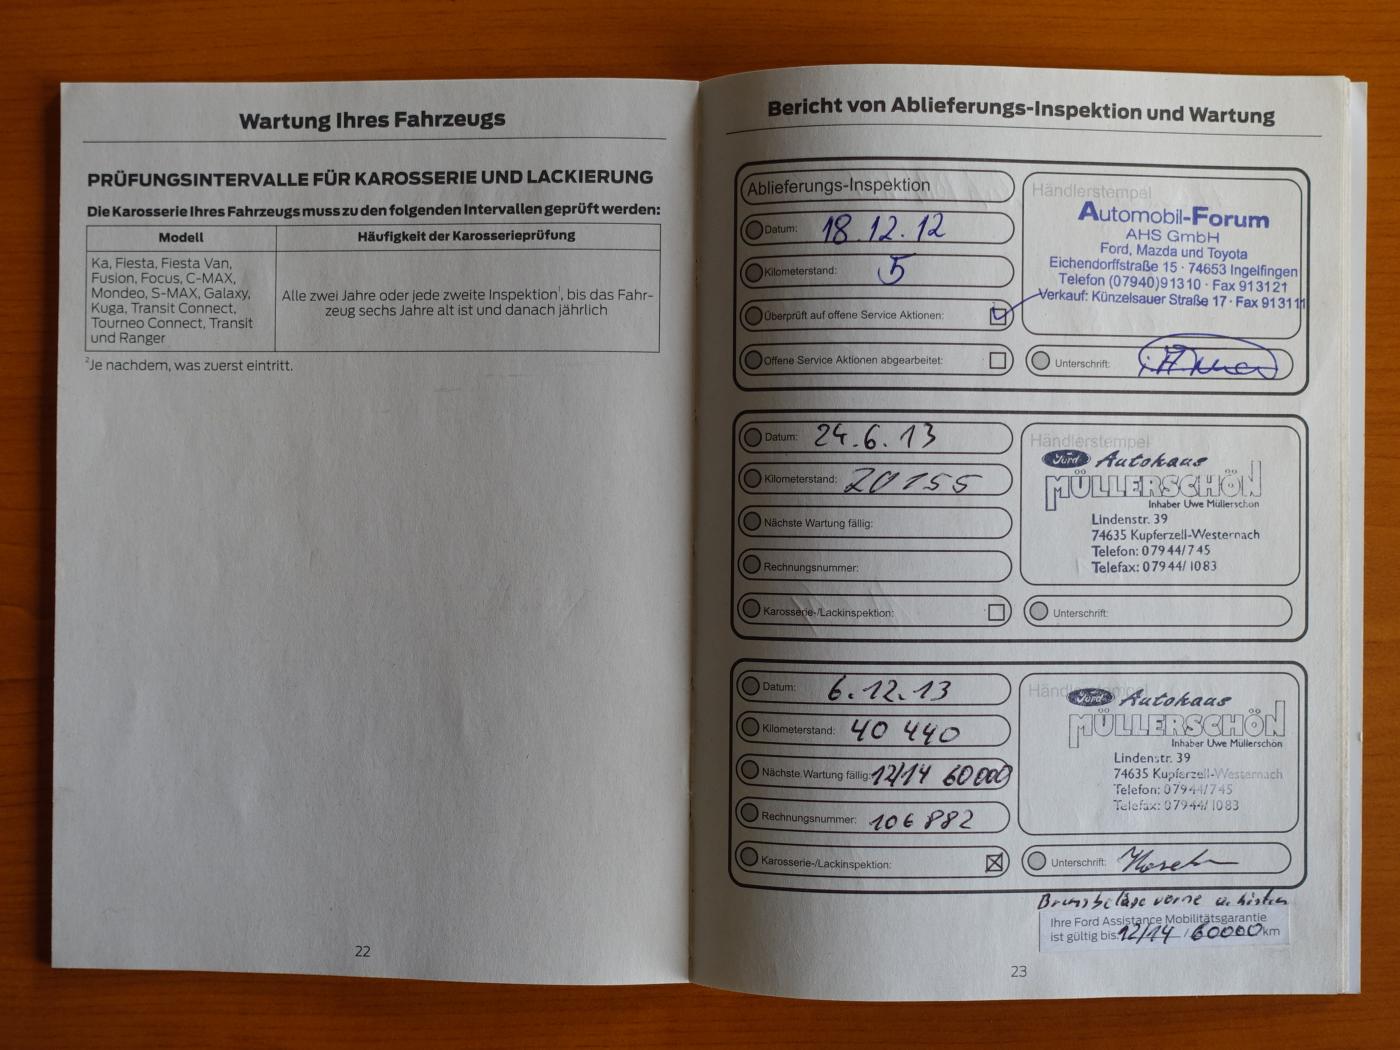 Wartung Ihres Fahrzeugs
PRÜFUNGSINTERVALLE FÜR KAROSSERIE UND LACKIERUNG
Die Karosserie Ihres Fahrzeugs muss zu den folgenden Intervallen geprüft werden:
Modell
Häufigkeit der Karosserieprüfung
Ka, Fiesta, Fiesta Van,
Fusion, Focus, C-MAX,
Mondeo, S-MAX, Galaxy,
Kuga, Transit Connect,
Tourneo Connect, Transit
und Ranger
Alle zwei Jahre oder jede zweite Inspektion¹, bis das Fahr-
zeug sechs Jahre alt ist und danach jährlich
²Je nachdem, was zuerst eintritt.
22
Bericht von Ablieferungs-Inspektion und Wartung
Ablieferungs-Inspektion
Datum: 18.12.12
Kilometerstand: 5
Überprüft auf offene Service Aktionen:
Offene Service Aktionen abgearbeitet:
Händlerstempel
Automobil-Forum
AHS GmbH
Ford, Mazda und Toyota
Eichendorffstraße 15 · 74653 Ingelfingen
Telefon (07940) 91310 · Fax 913121
Verkauf: Künzelsauer Straße 17 · Fax 913111
Unterschrift:
Datum: 24.6.13
Kilometerstand: 20155
Nächste Wartung fällig:
Rechnungsnummer:
Karosserie-/Lackinspektion:
Händlerstempel
Ford Autohaus
MÜLLERSCHÖN
Inhaber Uwe Müllerschön
Lindenstr. 39
74635 Kupferzell-Westernach
Telefon: 07944/745
Telefax: 07944/1083
Unterschrift:
Datum: 6.12.13
Kilometerstand: 40 440
Nächste Wartung fällig: 12/14 60000
Rechnungsnummer: 106882
Karosserie-/Lackinspektion:
Händlerstempel
Ford Autohaus
MÜLLERSCHÖN
Inhaber Uwe Müllerschön
Lindenstr. 39
74635 Kupferzell-Westernach
Telefon: 07944/745
Telefax: 07944/1083
Unterschrift:
Bremsbeläge vorne u. hinten
Ihre Ford Assistance Mobilitätsgarantie
ist gültig bis: 12/14 / 60000 km
23